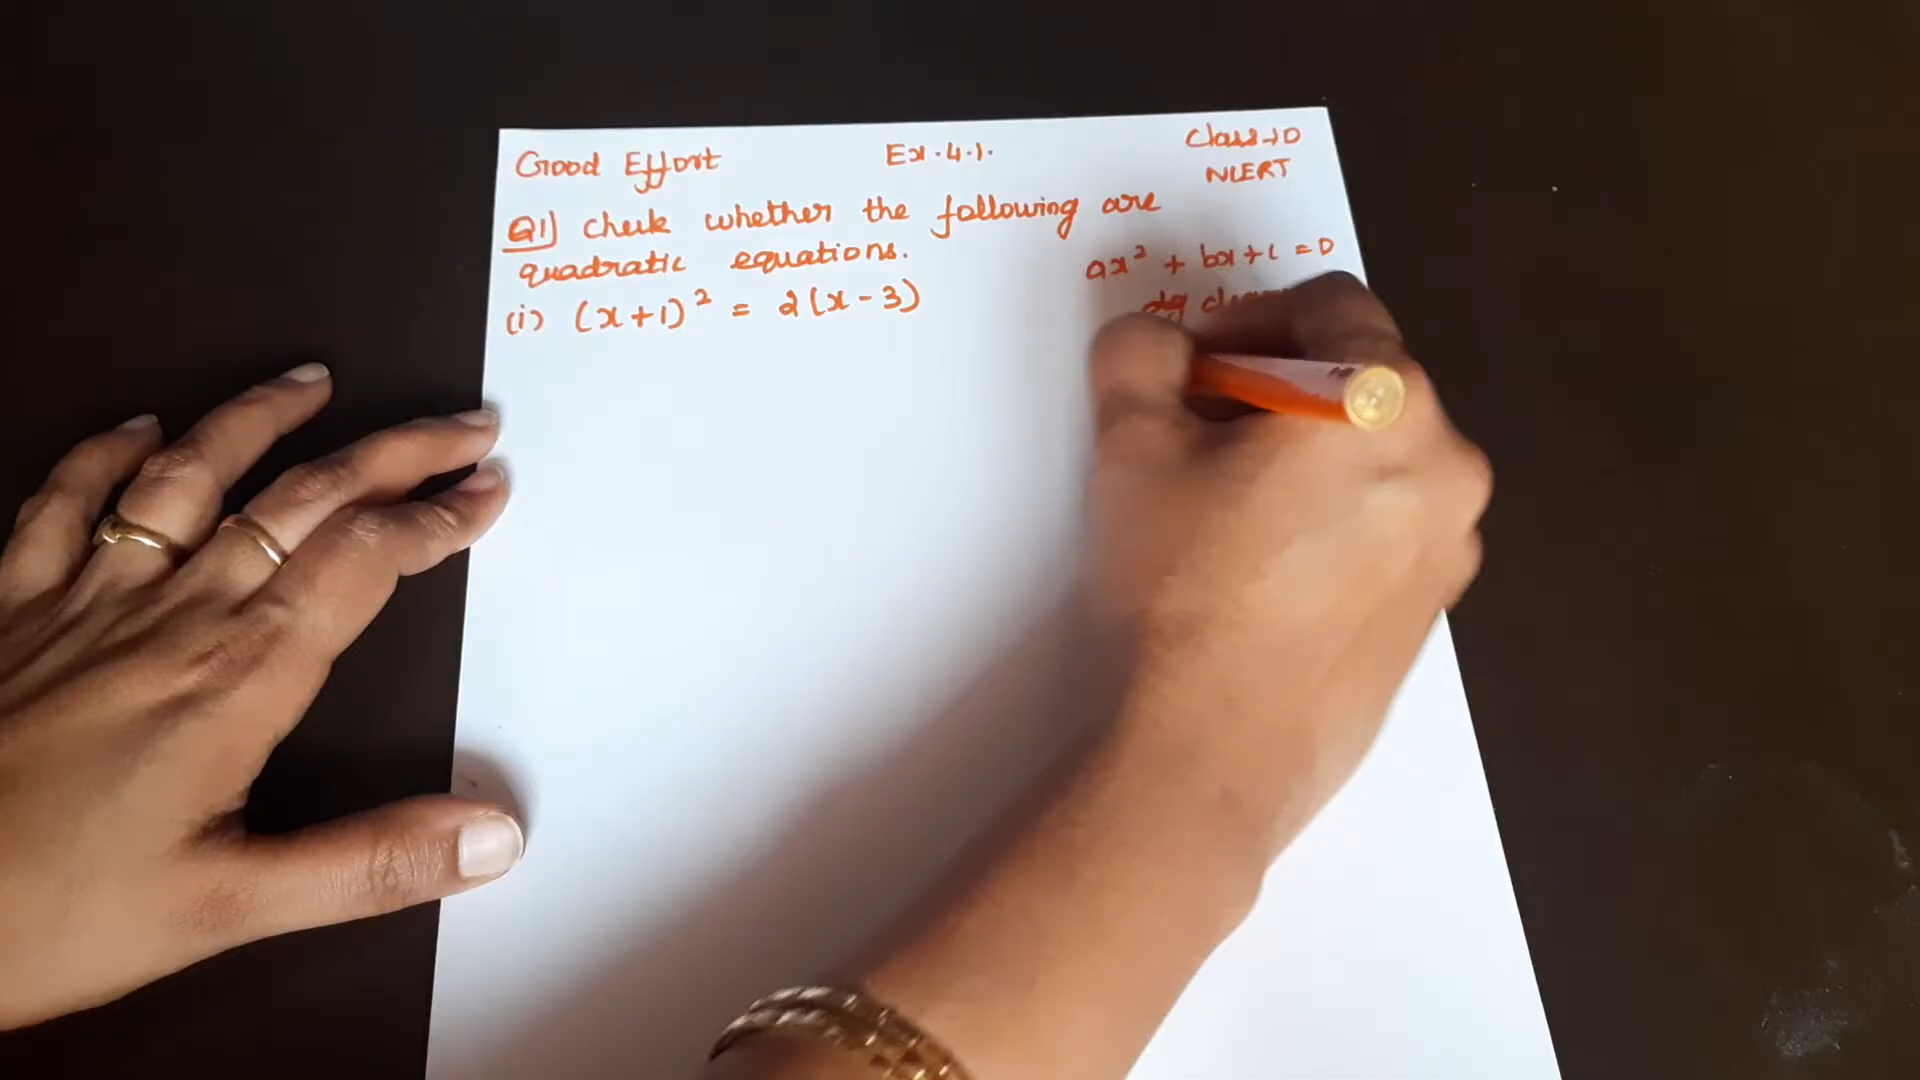 Good Effort Ex.4.1. Class-10
NCERT
Q1) Check whether the following are
quadratic equations.
ax² + bx + c = 0
(i) (x+1)² = 2(x-3)